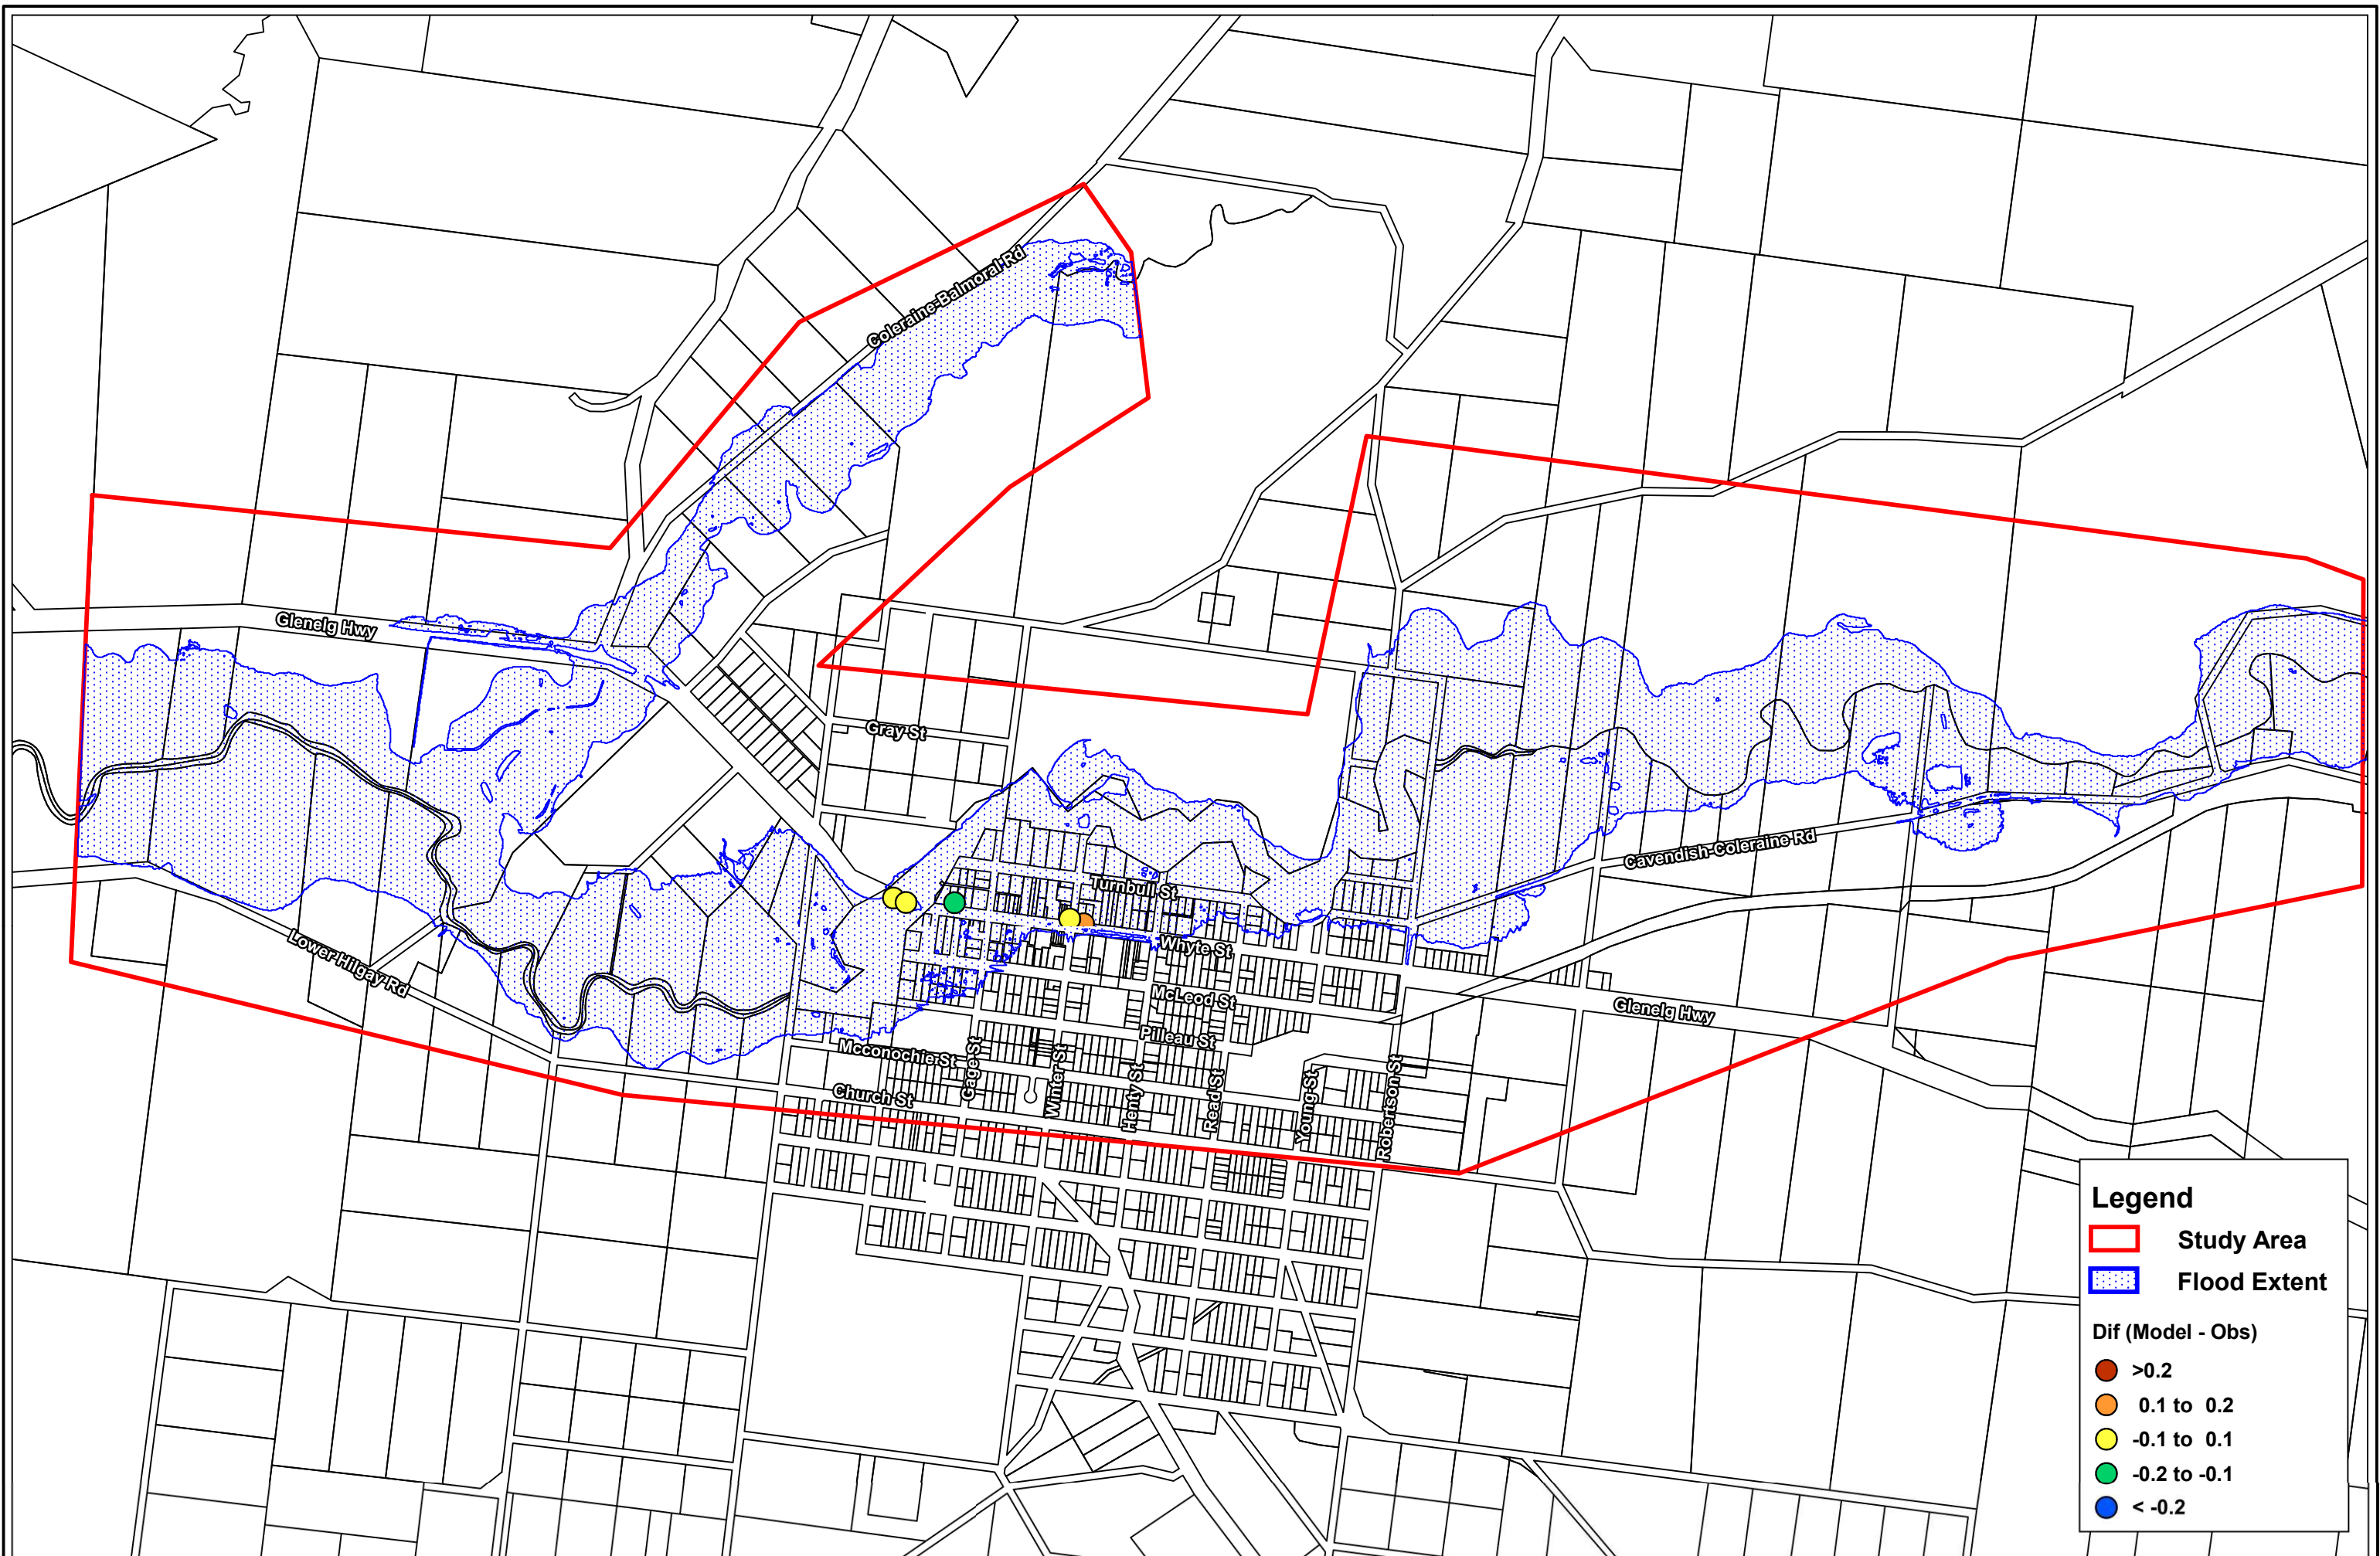 Coleraine-Balmoral-Rd
Glenelg Hwy
Gray-St
Cavendish-Coleraine Rd
Turnbull St
Whyte St
Lower-Hilgay-Rd
McLeod St
Glenelg Hwy
Pilleau St
Mcconochie St
Gage St
Winter St
Henty St
Read St
Young St
Robertson St
Church St
Legend
Study Area
Flood Extent
Dif (Model - Obs)
>0.2
0.1 to 0.2
-0.1 to 0.1
-0.2 to -0.1
< -0.2